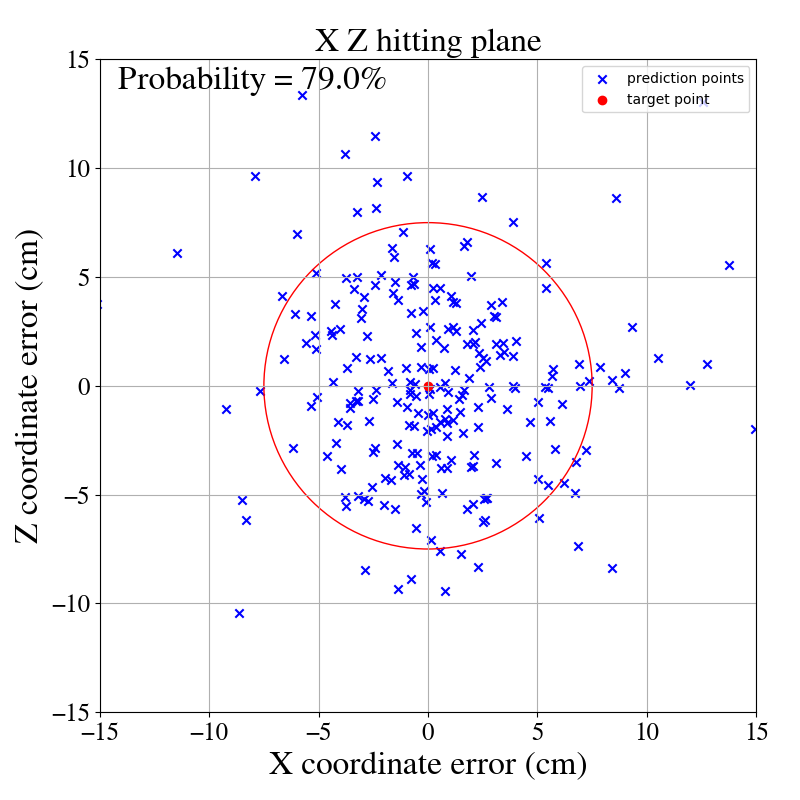 X Z hitting plane
Probability = 79.0%
prediction points
target point
15
10
5
0
−5
−10
−15
Z coordinate error (cm)
−15
−10
−5
0
5
10
15
X coordinate error (cm)